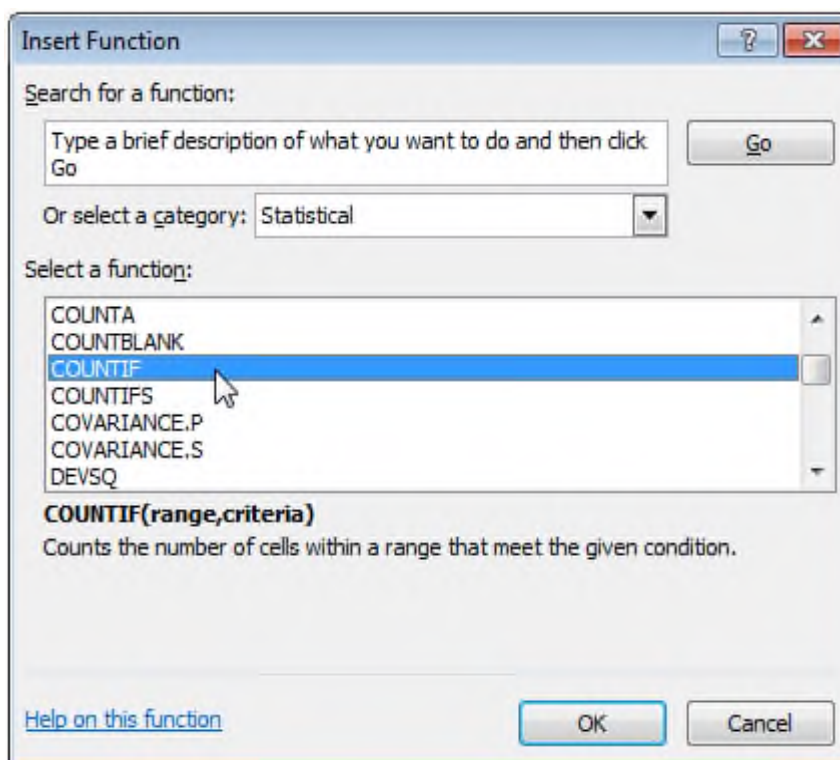 Insert Function
Search for a function:
Type a brief description of what you want to do and then click
Go
Go
Or select a category: Statistical
Select a function:
COUNTA
COUNTBLANK
COUNTIF
COUNTIFS
COVARIANCE.P
COVARIANCE.S
DEVSQ
COUNTIF(range,criteria)
Counts the number of cells within a range that meet the given condition.
Help on this function
OK
Cancel